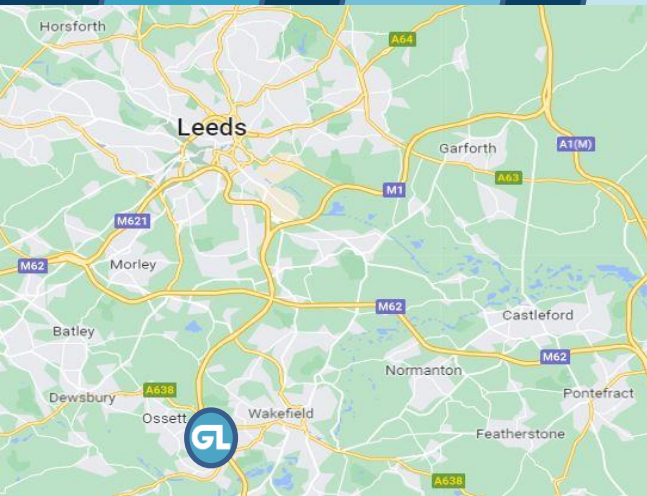 Horsforth
A64
Leeds
Garforth
A1(M)
A63
M1
M621
M62
Morley
M62
Castleford
Batley
M62
Normanton
A638
Dewsbury
Pontefract
Ossett
Wakefield
GL
Featherstone
A638